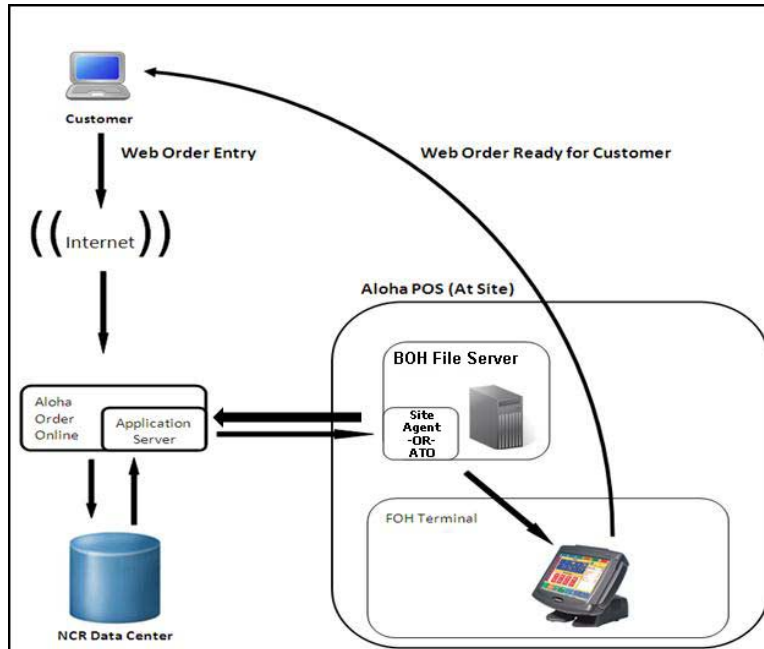 Customer
Web Order Entry
Web Order Ready for Customer
((Internet))
Aloha POS (At Site)
BOH File Server
Aloha
Order
Online
Application
Server
Site
Agent
-OR-
ATO
FOH Terminal
NCR Data Center